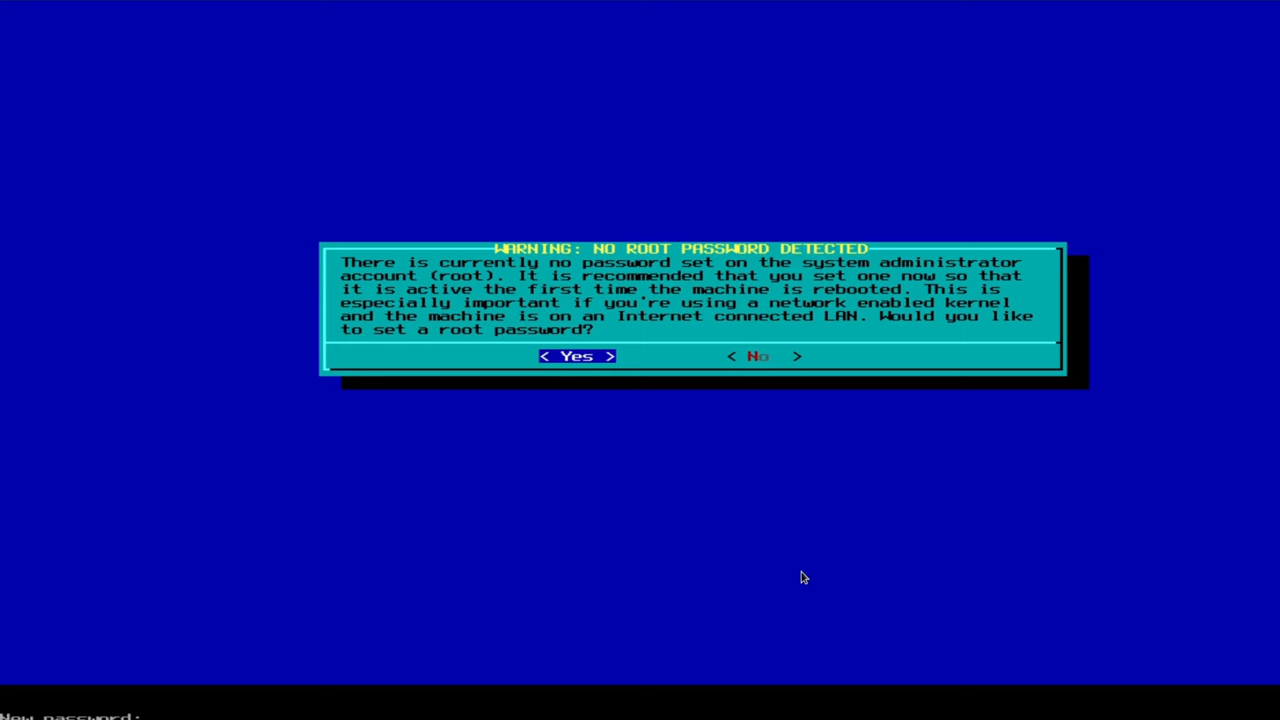 WARNING: NO ROOT PASSWORD DETECTED
There is currently no password set on the system administrator
account (root). It is recommended that you set one now so that
it is active the first time the machine is rebooted. This is
especially important if you're using a network enabled kernel
and the machine is on an Internet connected LAN. Would you like
to set a root password?
< Yes > < No >
New password: